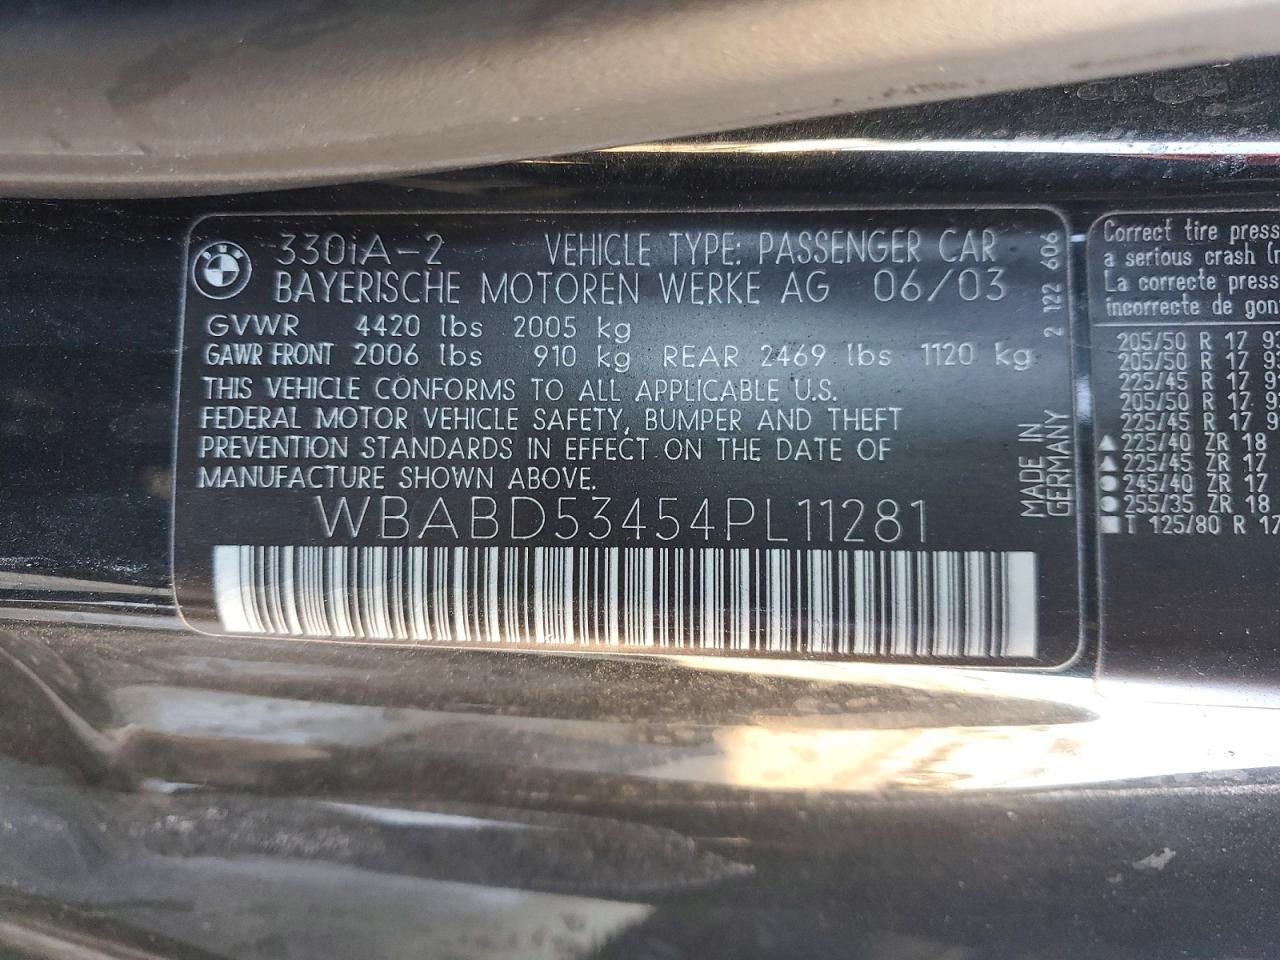 330iA-2 VEHICLE TYPE: PASSENGER CAR
BAYERISCHE MOTOREN WERKE AG 06/03
GVWR 4420 lbs 2005 kg
GAWR FRONT 2006 lbs 910 kg REAR 2469 lbs 1120 kg
THIS VEHICLE CONFORMS TO ALL APPLICABLE U.S.
FEDERAL MOTOR VEHICLE SAFETY, BUMPER AND THEFT
PREVENTION STANDARDS IN EFFECT ON THE DATE OF
MANUFACTURE SHOWN ABOVE.
WBABD53454PL11281
2 122 606
MADE IN
GERMANY
Correct tire press
a serious crash
La correcte press
incorrecte de gon
205/50 R 17
205/50 R 17
225/45 R 17
205/50 R 17
225/45 R 17
▲ 225/40 ZR 18
▲ 225/45 ZR 17
● 245/40 ZR 17
● 255/35 ZR 18
■ T 125/80 R 17